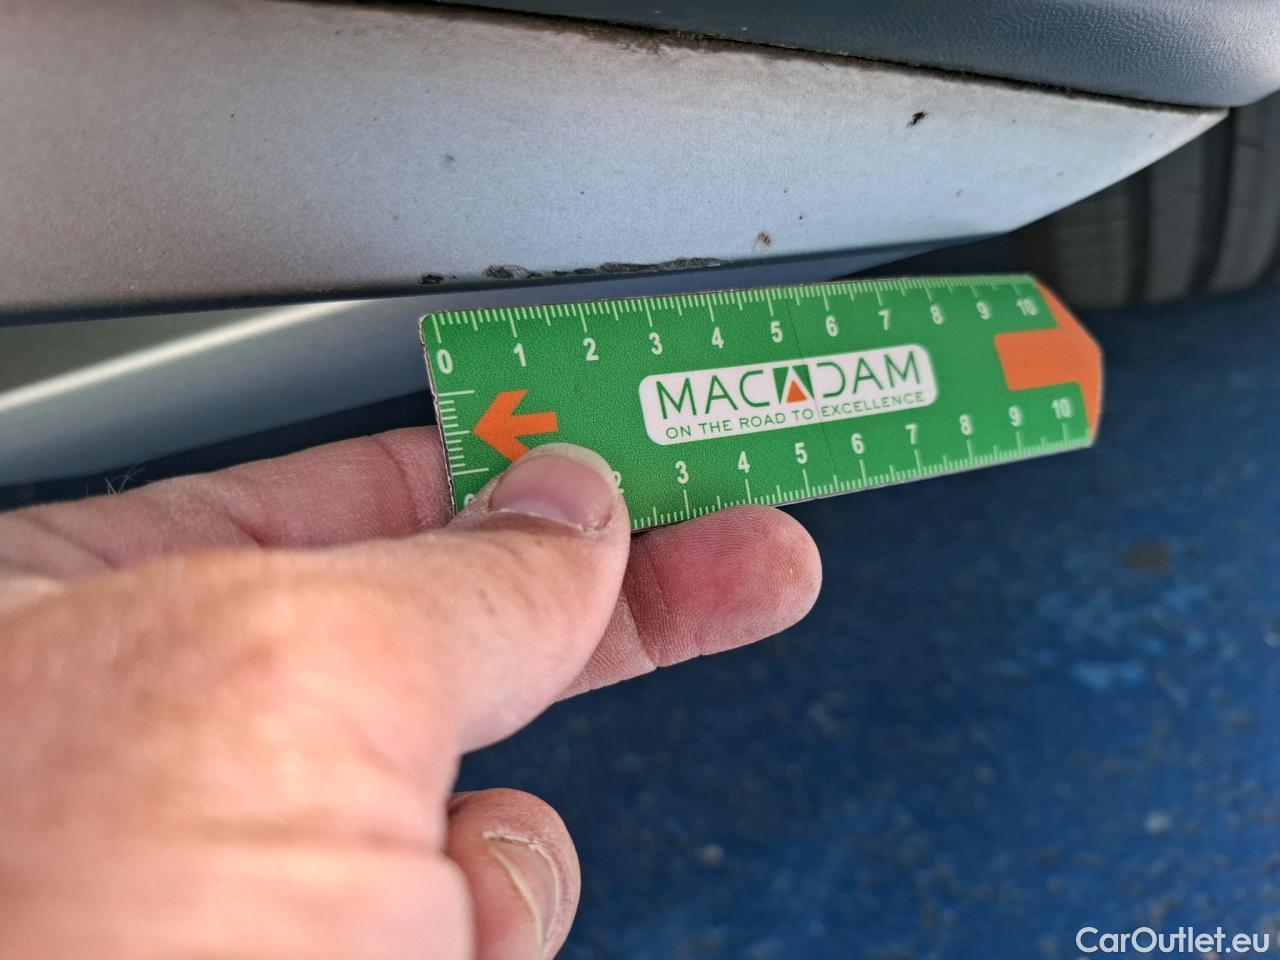 0 1 2 3 4 5 6 7 8 9 10
MACADAM
ON THE ROAD TO EXCELLENCE
2 3 4 5 6 7 8 9 10
CarOutlet.eu